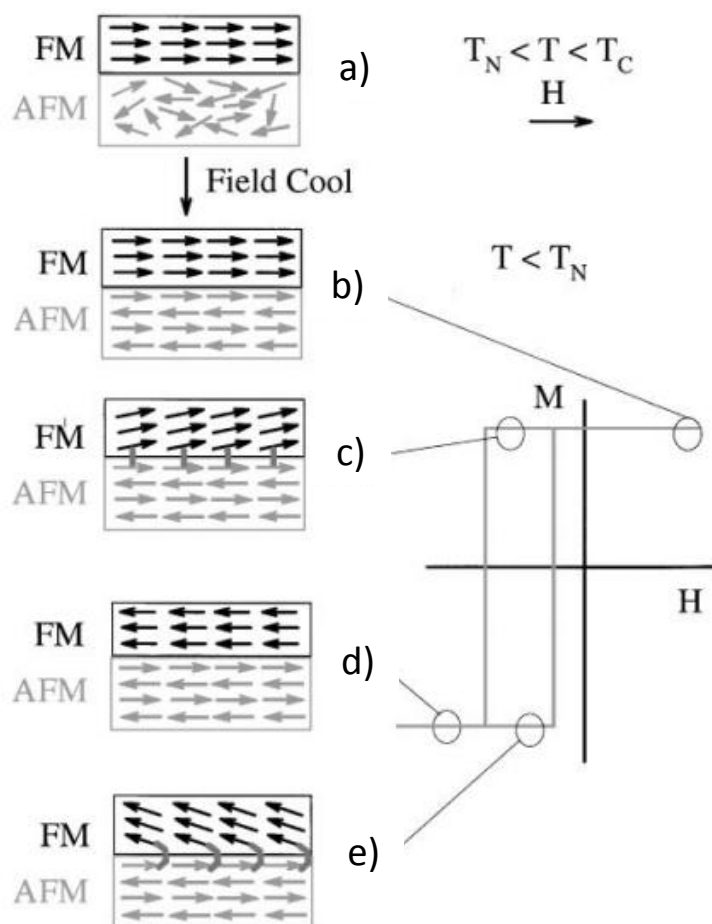 FM
AFM
a)
T_N < T < T_C
H
Field Cool
FM
AFM
b)
T < T_N
FM
AFM
c)
M
H
FM
AFM
d)
FM
AFM
e)